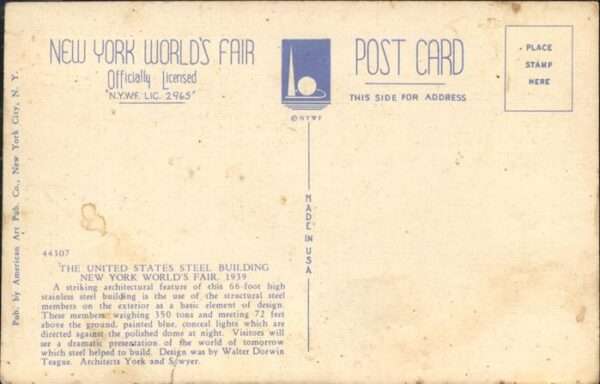 NEW YORK WORLD'S FAIR
Officially Licensed
"N.Y.W.F. LIC. 2965"
©NYWF
POST CARD
THIS SIDE FOR ADDRESS
PLACE
STAMP
HERE
Pub. by American Art Pub. Co., New York City, N. Y.
MADE IN USA
44307
THE UNITED STATES STEEL BUILDING
NEW YORK WORLD'S FAIR, 1939
A striking architectural feature of this 66-foot high
stainless steel building is the use of the structural steel
members on the exterior as a basic element of design.
These members, weighing 350 tons and meeting 72 feet
above the ground, painted blue, conceal lights which are
directed against the polished dome at night. Visitors will
see a dramatic presentation of the world of tomorrow
which steel helped to build. Design was by Walter Dorwin
Teague. Architects York and Sawyer.